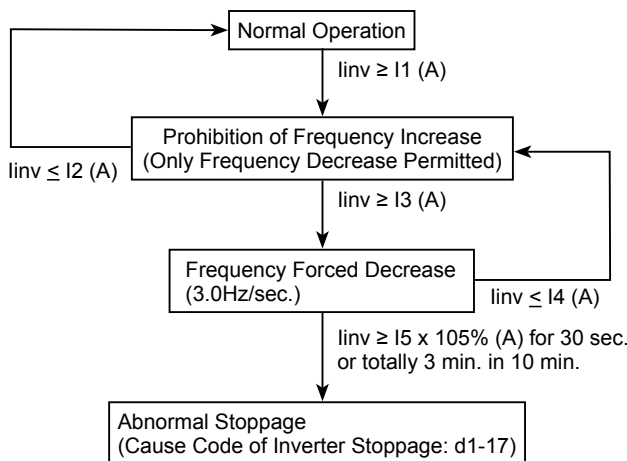 Normal Operation
Iinv ≥ I1 (A)
Prohibition of Frequency Increase
(Only Frequency Decrease Permitted)
Iinv ≤ I2 (A)
Iinv ≥ I3 (A)
Frequency Forced Decrease
(3.0Hz/sec.)
Iinv ≤ I4 (A)
Iinv ≥ I5 x 105% (A) for 30 sec.
or totally 3 min. in 10 min.
Abnormal Stoppage
(Cause Code of Inverter Stoppage: d1-17)